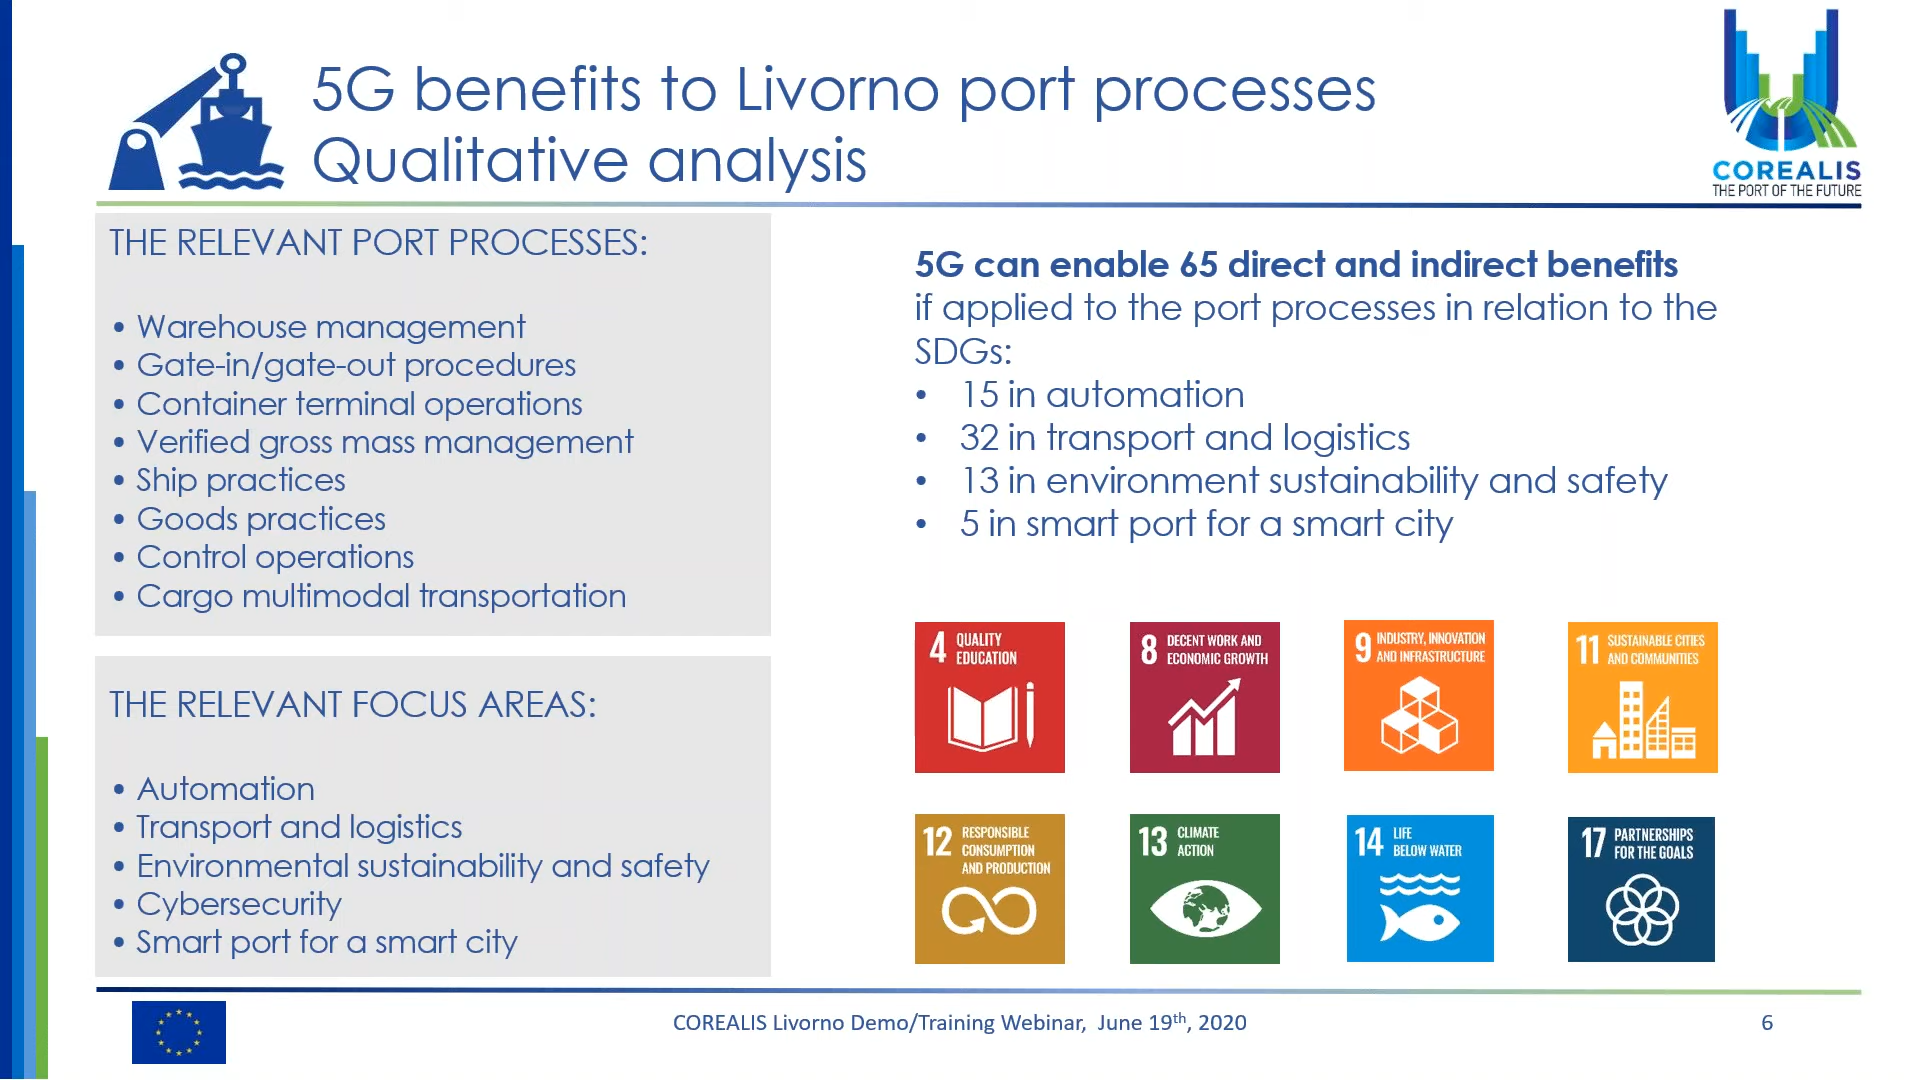 5G benefits to Livorno port processes
Qualitative analysis
COREALIS
THE PORT OF THE FUTURE
THE RELEVANT PORT PROCESSES:
• Warehouse management
• Gate-in/gate-out procedures
• Container terminal operations
• Verified gross mass management
• Ship practices
• Goods practices
• Control operations
• Cargo multimodal transportation
THE RELEVANT FOCUS AREAS:
• Automation
• Transport and logistics
• Environmental sustainability and safety
• Cybersecurity
• Smart port for a smart city
5G can enable 65 direct and indirect benefits
if applied to the port processes in relation to the
SDGs:
• 15 in automation
• 32 in transport and logistics
• 13 in environment sustainability and safety
• 5 in smart port for a smart city
4 QUALITY
EDUCATION
8 DECENT WORK AND
ECONOMIC GROWTH
9 INDUSTRY, INNOVATION
AND INFRASTRUCTURE
11 SUSTAINABLE CITIES
AND COMMUNITIES
12 RESPONSIBLE
CONSUMPTION
AND PRODUCTION
13 CLIMATE
ACTION
14 LIFE
BELOW WATER
17 PARTNERSHIPS
FOR THE GOALS
COREALIS Livorno Demo/Training Webinar, June 19th, 2020
6